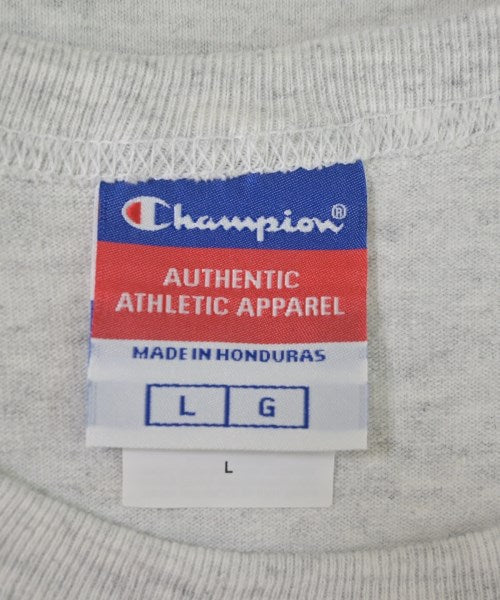 Champion®
AUTHENTIC
ATHLETIC APPAREL
MADE IN HONDURAS
L G
L